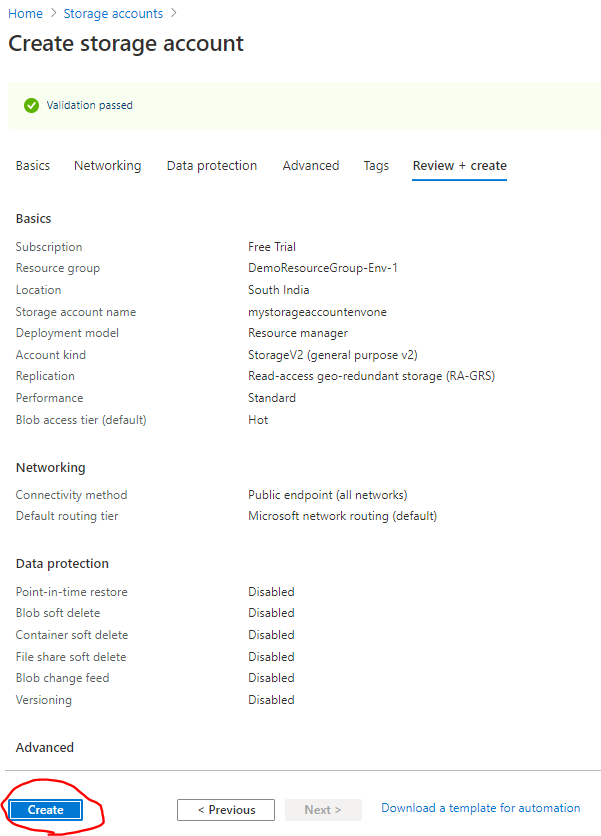 Home > Storage accounts >
Create storage account
Validation passed
Basics Networking Data protection Advanced Tags Review + create
Basics
Subscription Free Trial
Resource group DemoResourceGroup-Env-1
Location South India
Storage account name mystorageaccountenvone
Deployment model Resource manager
Account kind StorageV2 (general purpose v2)
Replication Read-access geo-redundant storage (RA-GRS)
Performance Standard
Blob access tier (default) Hot
Networking
Connectivity method Public endpoint (all networks)
Default routing tier Microsoft network routing (default)
Data protection
Point-in-time restore Disabled
Blob soft delete Disabled
Container soft delete Disabled
File share soft delete Disabled
Blob change feed Disabled
Versioning Disabled
Advanced
Create < Previous Next > Download a template for automation